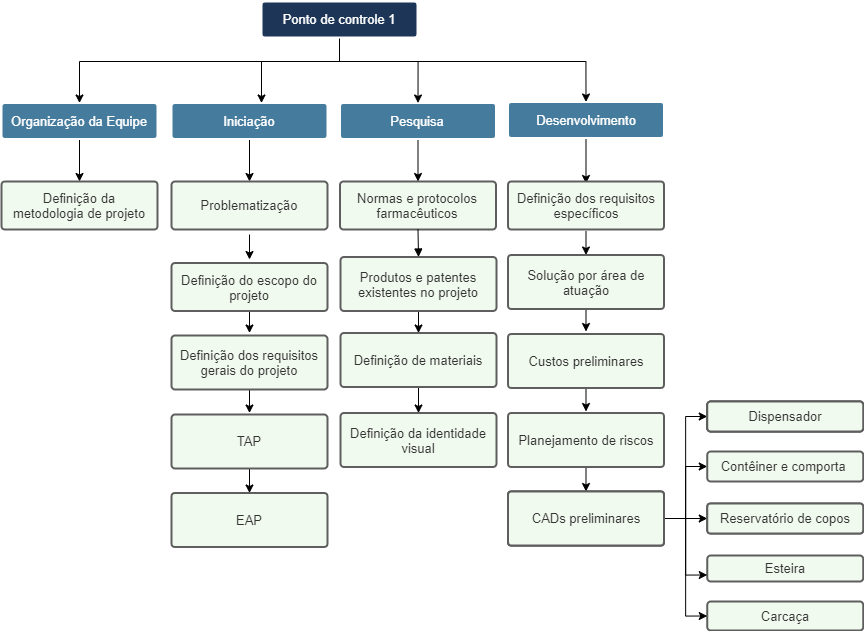 Ponto de controle 1
Organização da Equipe
Definição da
metodologia de projeto
Iniciação
Problematização
Definição do escopo do
projeto
Definição dos requisitos
gerais do projeto
TAP
EAP
Pesquisa
Normas e protocolos
farmacêuticos
Produtos e patentes
existentes no projeto
Definição de materiais
Definição da identidade
visual
Desenvolvimento
Definição dos requisitos
específicos
Solução por área de
atuação
Custos preliminares
Planejamento de riscos
CADs preliminares
Dispensador
Contêiner e comporta
Reservatório de copos
Esteira
Carcaça